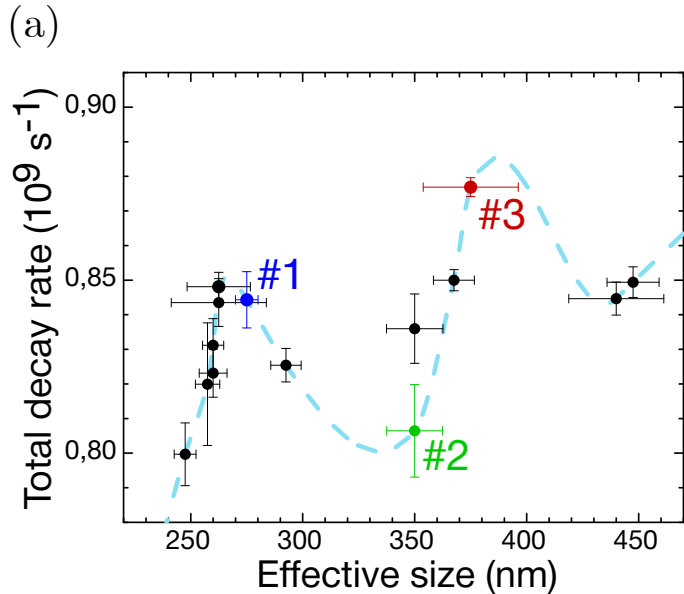 (a)
Total decay rate (10⁹ s⁻¹)
0,90
0,85
0,80
#1
#3
#2
250 300 350 400 450
Effective size (nm)